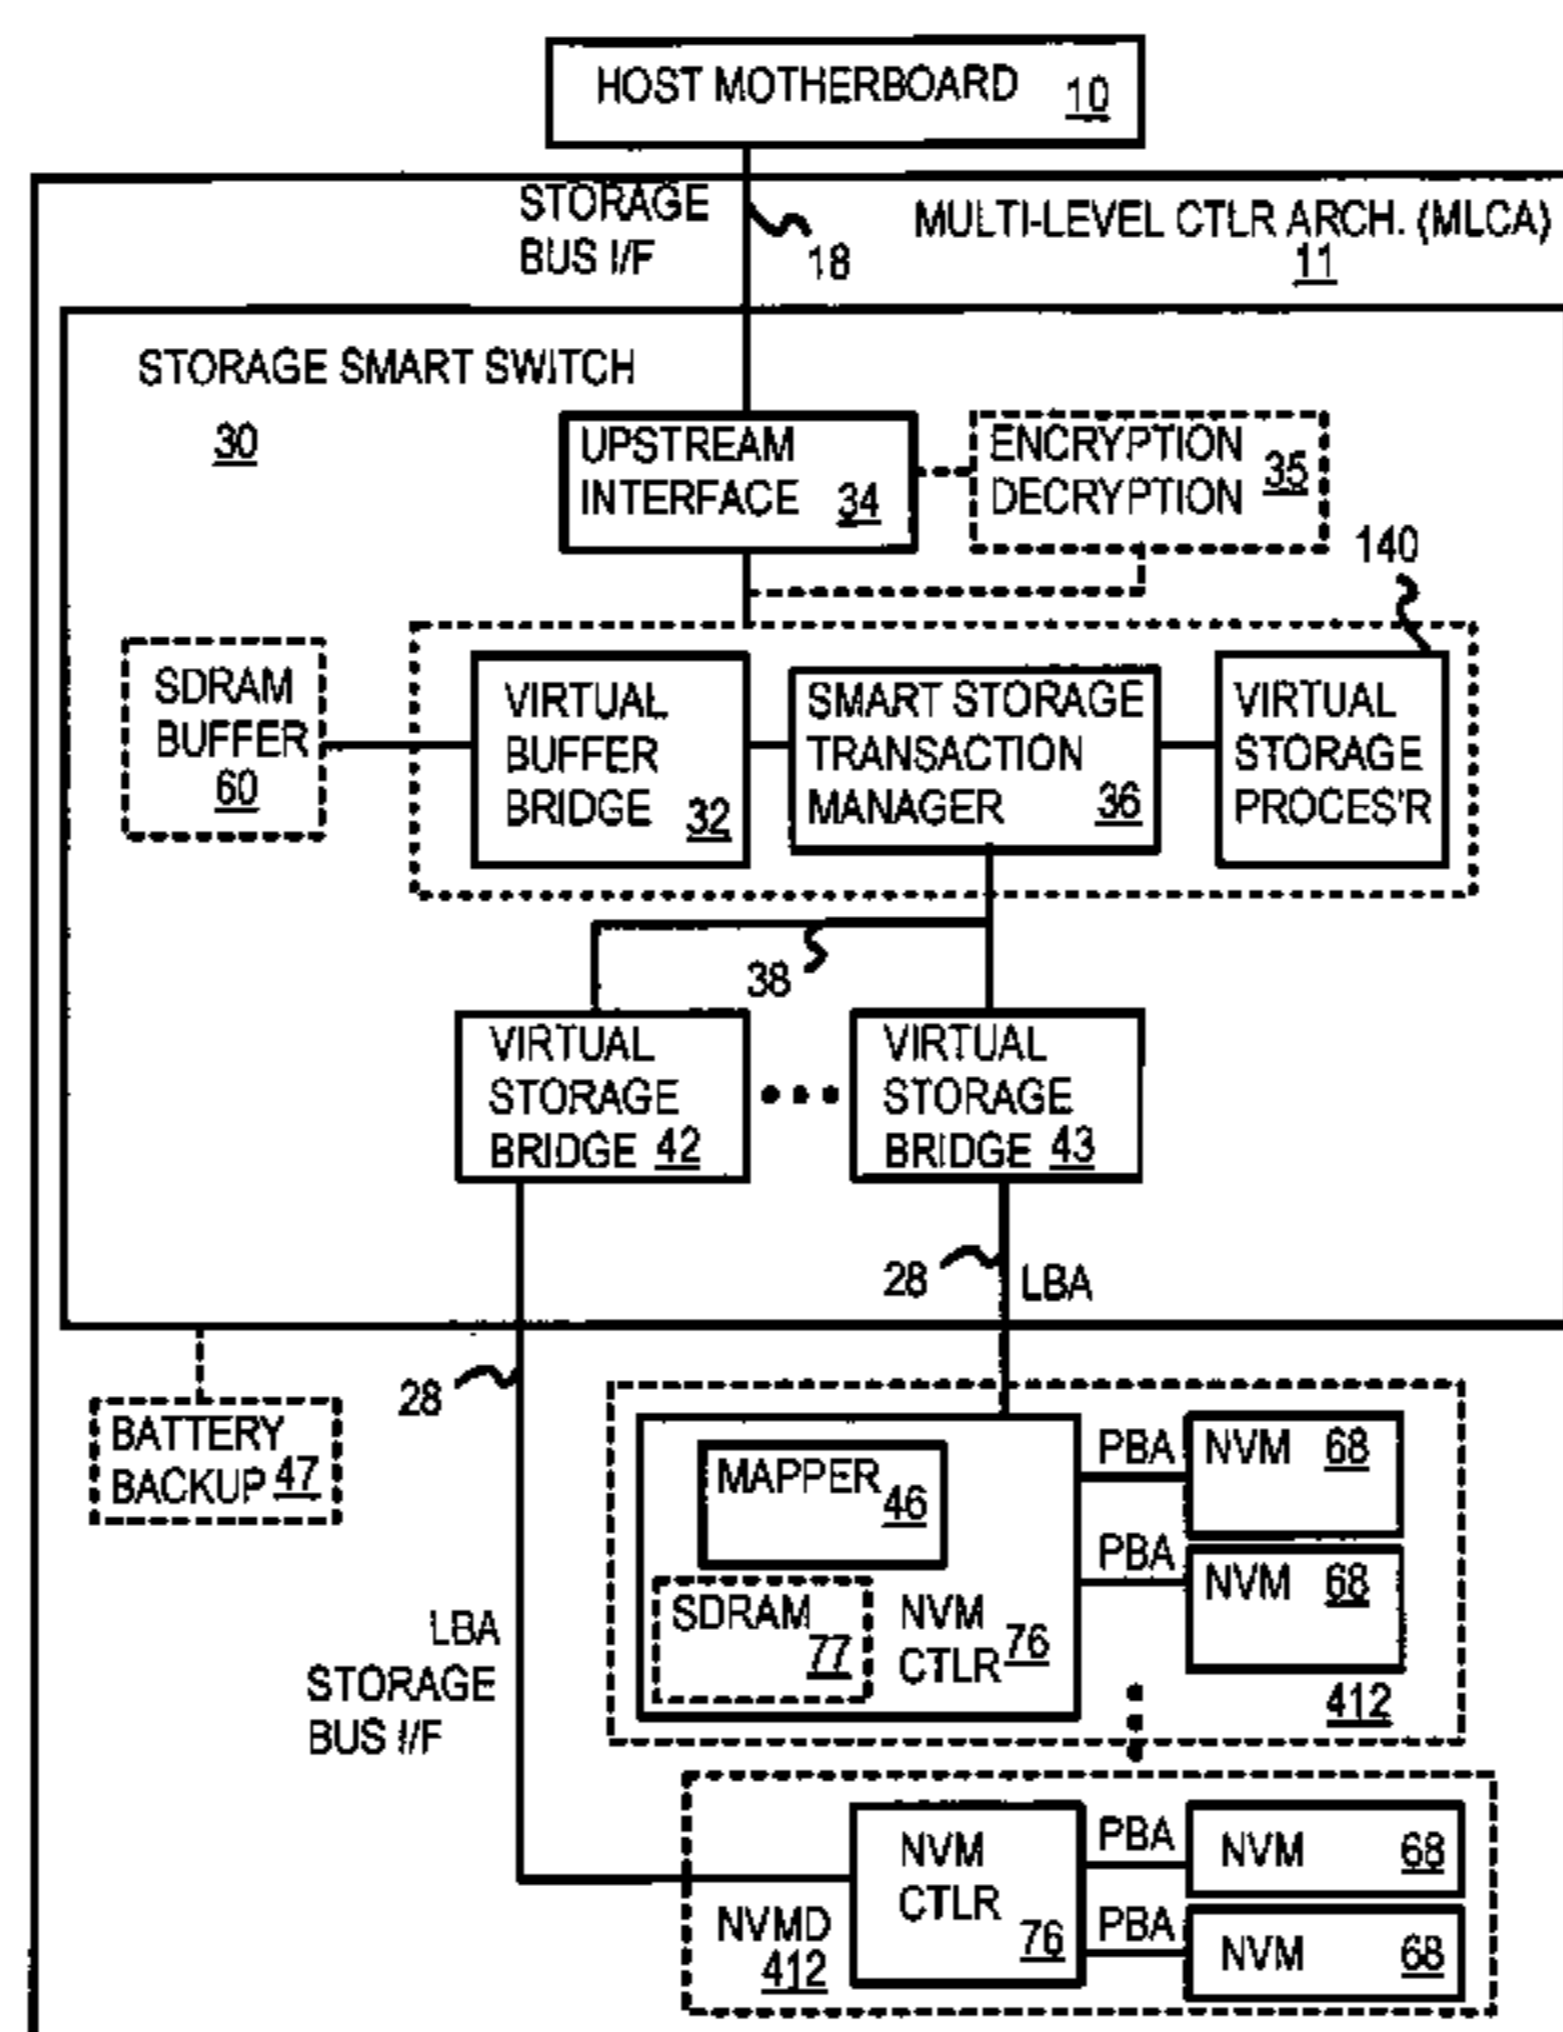 HOST MOTHERBOARD 10
STORAGE
BUS I/F
18
MULTI-LEVEL CTLR ARCH. (MLCA)
11
STORAGE SMART SWITCH
30
UPSTREAM
INTERFACE 34
ENCRYPTION
DECRYPTION 35
140
SDRAM
BUFFER
60
VIRTUAL
BUFFER
BRIDGE 32
SMART STORAGE
TRANSACTION
MANAGER 36
VIRTUAL
STORAGE
PROCES'R
38
VIRTUAL
STORAGE
BRIDGE 42
VIRTUAL
STORAGE
BRIDGE 43
28 LBA
28
BATTERY
BACKUP 47
MAPPER
46
SDRAM
77
NVM
CTLR 76
PBA
NVM 68
PBA
NVM 68
412
LBA
STORAGE
BUS I/F
NVMD
412
NVM
CTLR
76
PBA
NVM 68
PBA
NVM 68